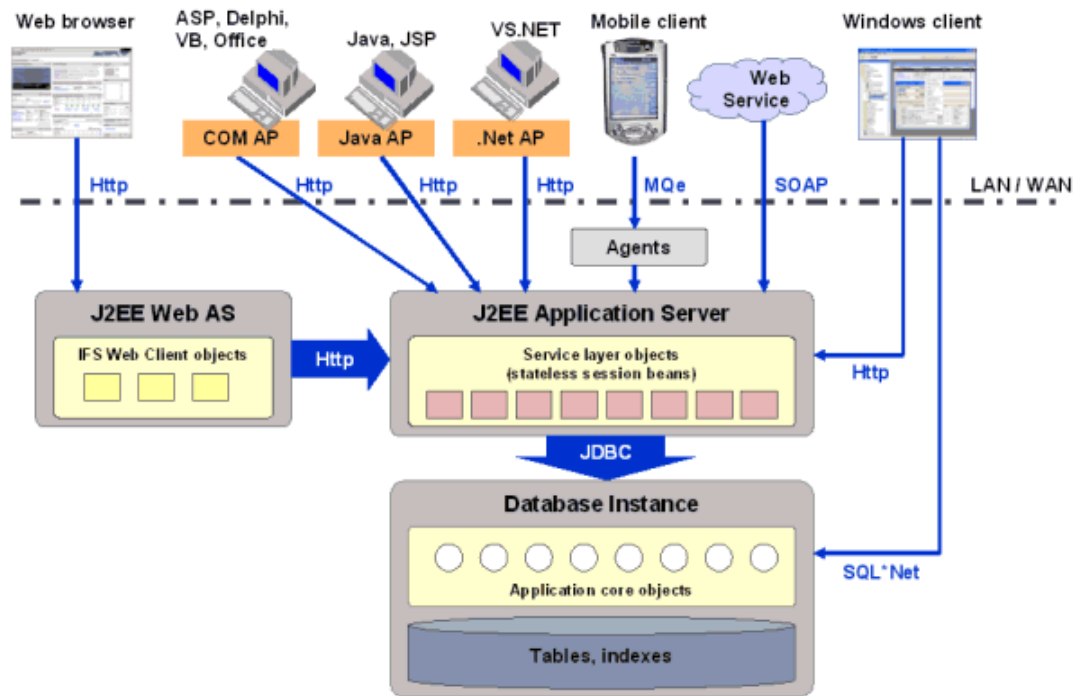 Web browser
ASP, Delphi,
VB, Office
Java, JSP
VS.NET
Mobile client
Windows client
Web
Service
COM AP
Java AP
.Net AP
Http
Http
Http
Http
MQe
SOAP
LAN / WAN
Agents
J2EE Web AS
IFS Web Client objects
Http
J2EE Application Server
Service layer objects
(stateless session beans)
Http
JDBC
Database Instance
Application core objects
SQL*Net
Tables, indexes